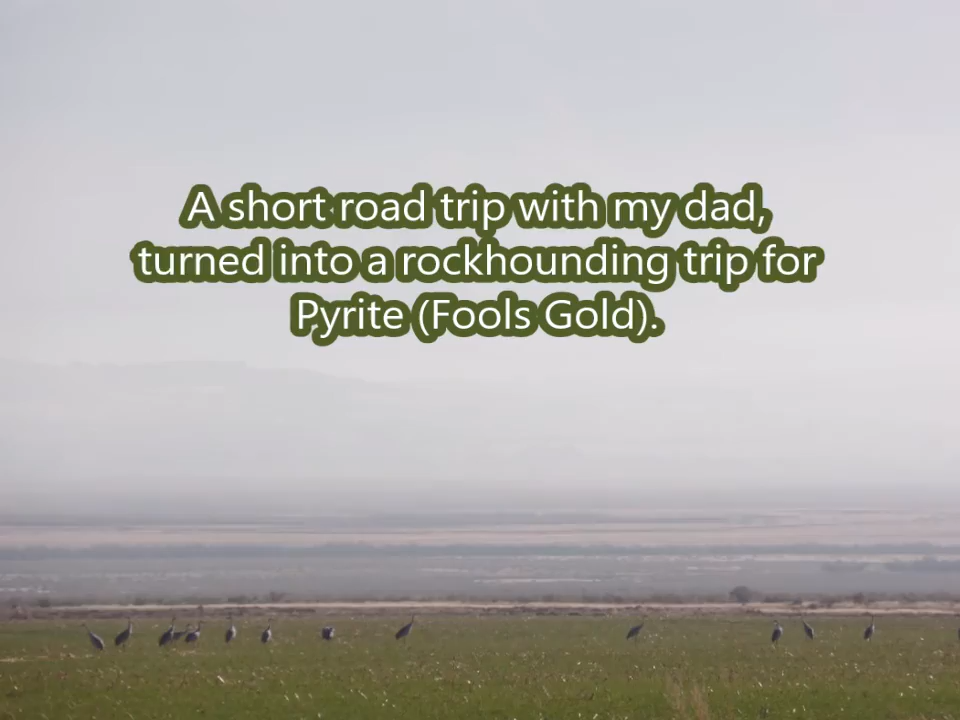 A short road trip with my dad,
turned into a rockhounding trip for
Pyrite (Fools Gold).